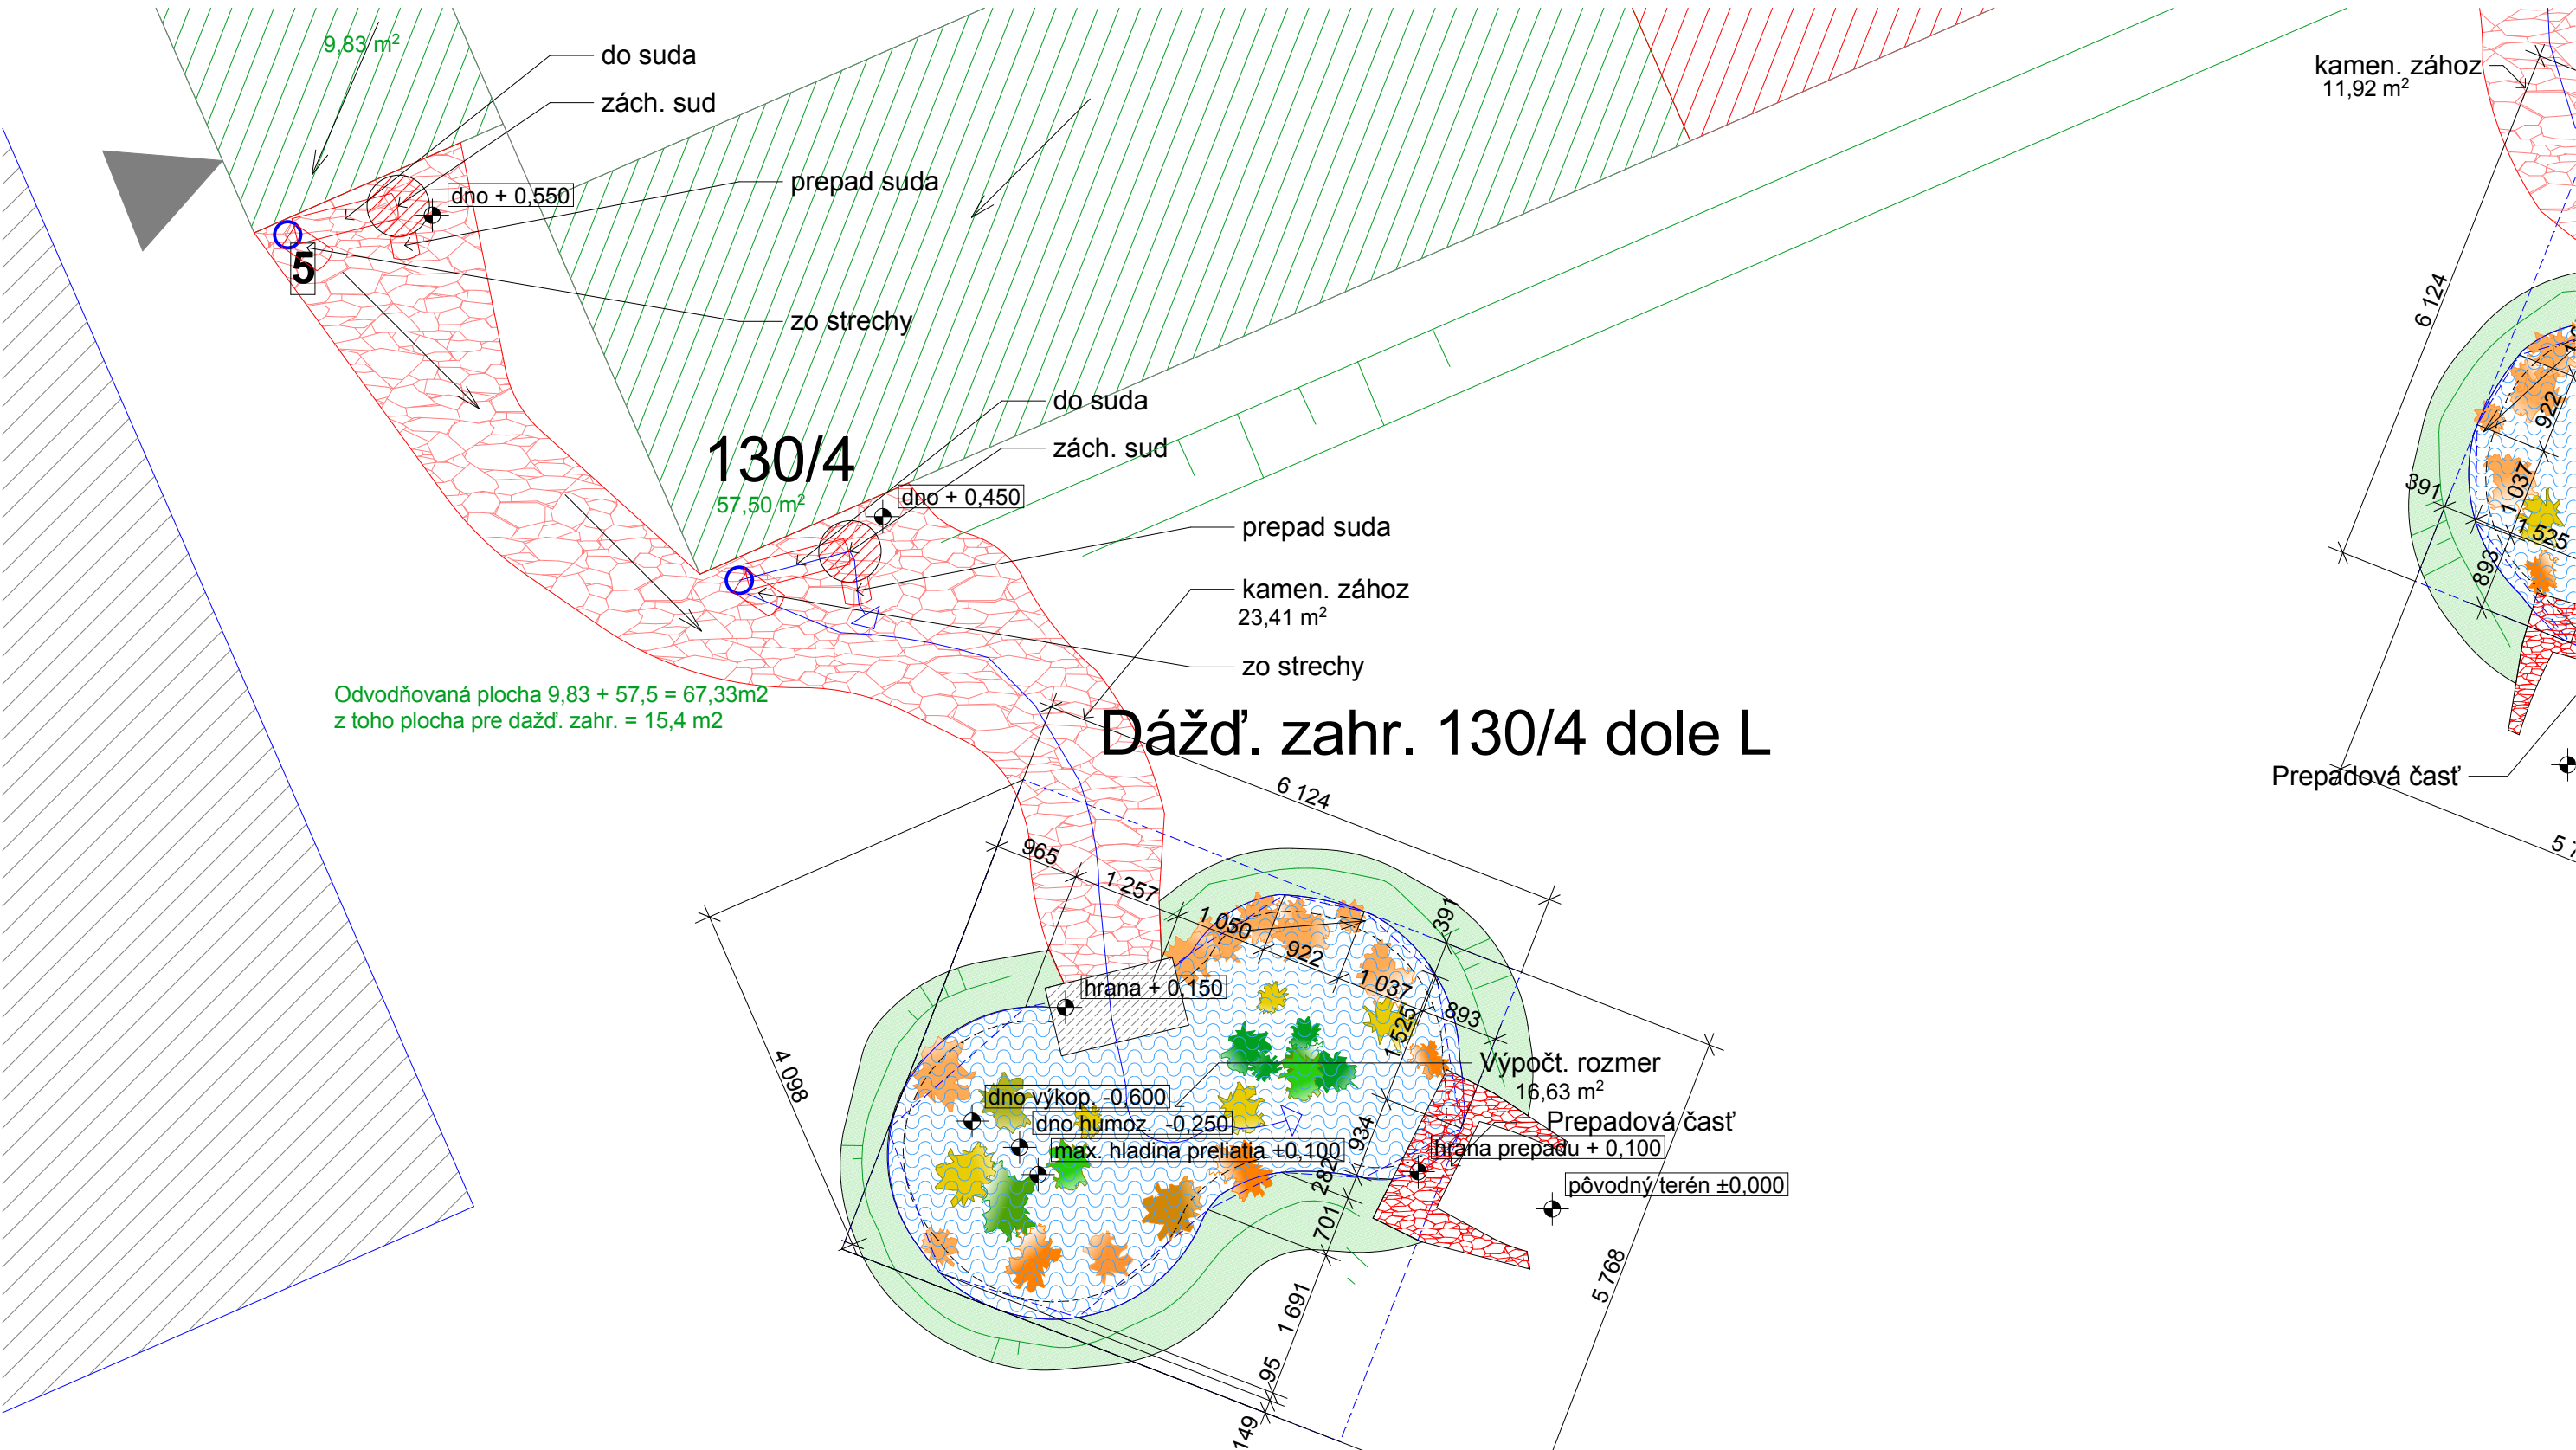 9,83 m²
do suda
zách. sud
prepad suda
dno + 0,550
5
zo strechy
kamen. zához
11,92 m²
6 124
922
1 037
391
1 525
893
Prepadová časť
do suda
zách. sud
130/4
57,50 m²
dno + 0,450
prepad suda
kamen. zához
23,41 m²
zo strechy
Odvodňovaná plocha 9,83 + 57,5 = 67,33m2
z toho plocha pre dažď. zahr. = 15,4 m2
Dážď. zahr. 130/4 dole L
6 124
965
1 257
1 050
922
1 037
893
391
1 525
hrana + 0,150
4 098
Výpočt. rozmer
16,63 m²
Prepadová časť
dno výkop. -0,600
dno humoz. -0,250
max. hladina preliatia +0,100
hrana prepadu + 0,100
pôvodný terén ±0,000
934
282
701
1 691
95
149
5 768